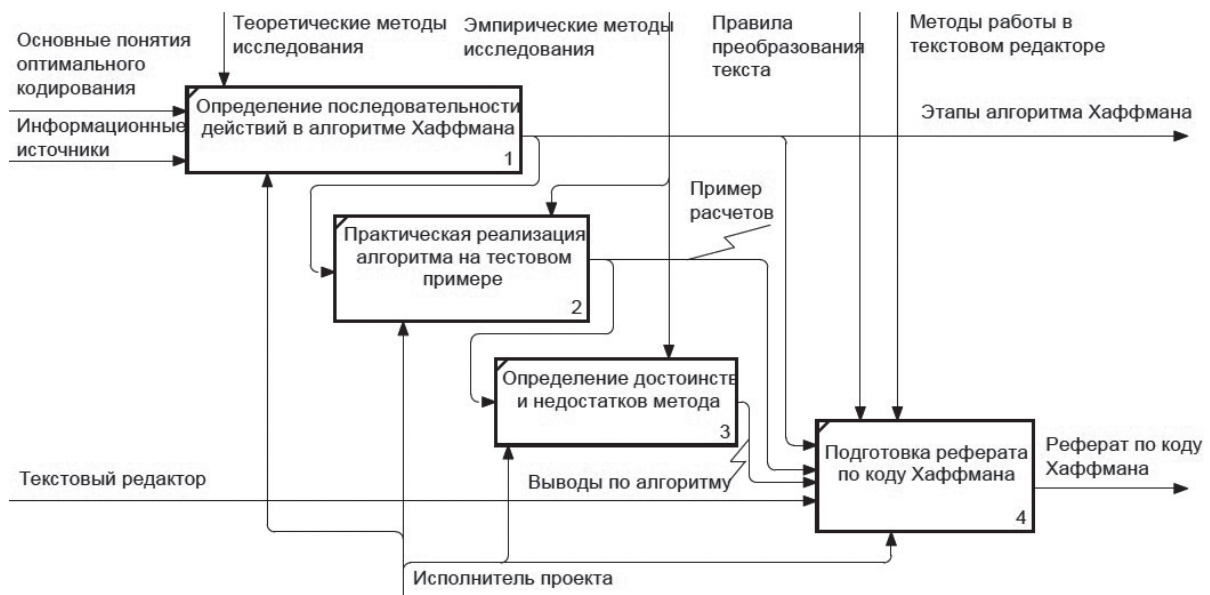 Основные понятия
оптимального
кодирования
Теоретические методы
исследования
Эмпирические методы
исследования
Правила
преобразования
текста
Методы работы в
текстовом редакторе
Информационные
источники
Определение последовательности
действий в алгоритме Хаффмана
1
Этапы алгоритма Хаффмана
Практическая реализация
алгоритма на тестовом
примере
2
Пример
расчетов
Определение достоинств
и недостатков метода
3
Текстовый редактор
Выводы по алгоритму
Подготовка реферата
по коду Хаффмана
4
Реферат по коду
Хаффмана
Исполнитель проекта